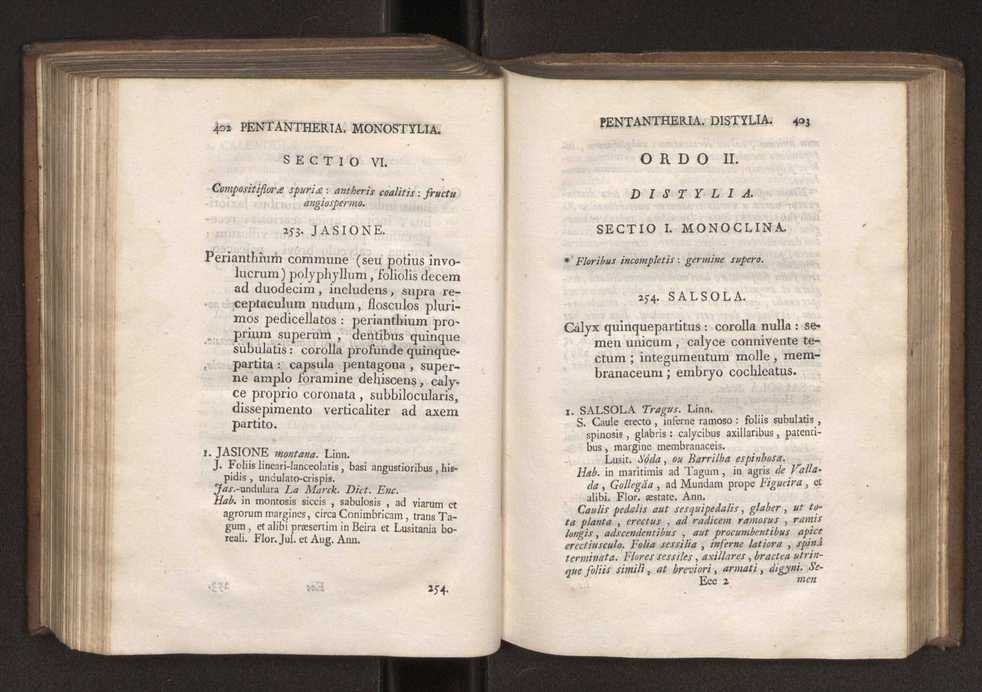 402 PENTANTHERIA. MONOSTYLIA.
SECTIO VI.
Compositifloræ spuriæ : antheris coalitis : fructu
angiospermo.
253. JASIONE.
Perianthium commune (seu potius invo-
lucrum) polyphyllum , foliolis decem
ad duodecim , includens , supra re-
ceptaculum nudum , flosculos pluri-
mos pedicellatos : perianthium pro-
prium superum , dentibus quinque
subulatis : corolla profunde quinque-
partita : capsula pentagona , super-
ne amplo foramine dehiscens , caly-
ce proprio coronata , subbilocularis,
dissepimento verticaliter ad axem
partito.
1. JASIONE montana. Linn.
J. Foliis lineari-lanceolatis , basi angustioribus , his-
pidis , undulato-crispis.
Jas.-undulara La Marck. Dict. Enc.
Hab. in montosis siccis , sabulosis , ad viarum et
agrorum margines, circa Conimbricam , trans Ta-
gum , et alibi præsertim in Beira et Lusitania bo-
reali. Flor. Jul. et Aug. Ann.
254.
PENTANTHERIA. DISTYLIA. 403
ORDO II.
DISTYLIA.
SECTIO I. MONOCLINA.
* Floribus incompletis : germine supero.
254. SALSOLA.
Calyx quinquepartitus : corolla nulla : se-
men unicum , calyce connivente te-
ctum ; integumentum molle , mem-
branaceum ; embryo cochleatus.
1. SALSOLA Tragus. Linn.
S. Caule erecto , inferne ramoso : foliis subulatis ,
spinosis , glabris : calycibus axillaribus , patenti-
bus , margine membranaceis.
Lusit. Sóda , ou Barrilha espinhosa.
Hab. in maritimis ad Tagum , in agris de Valla-
da , Gollegãa , ad Mundam prope Figueira , et
alibi. Flor. æstate. Ann.
Caulis pedalis aut sesquipedalis , glaber , ut to-
ta planta , erectus , ad radicem ramosus , ramis
longis , adscendentibus , aut procumbentibus apice
erectiusculo. Folia sessilia , inferne latiora , spinâ
terminata. Flores sessiles , axillares , bractea utrin-
que foliis simili , at breviori , armati , digyni. Se-
Eee 2 men